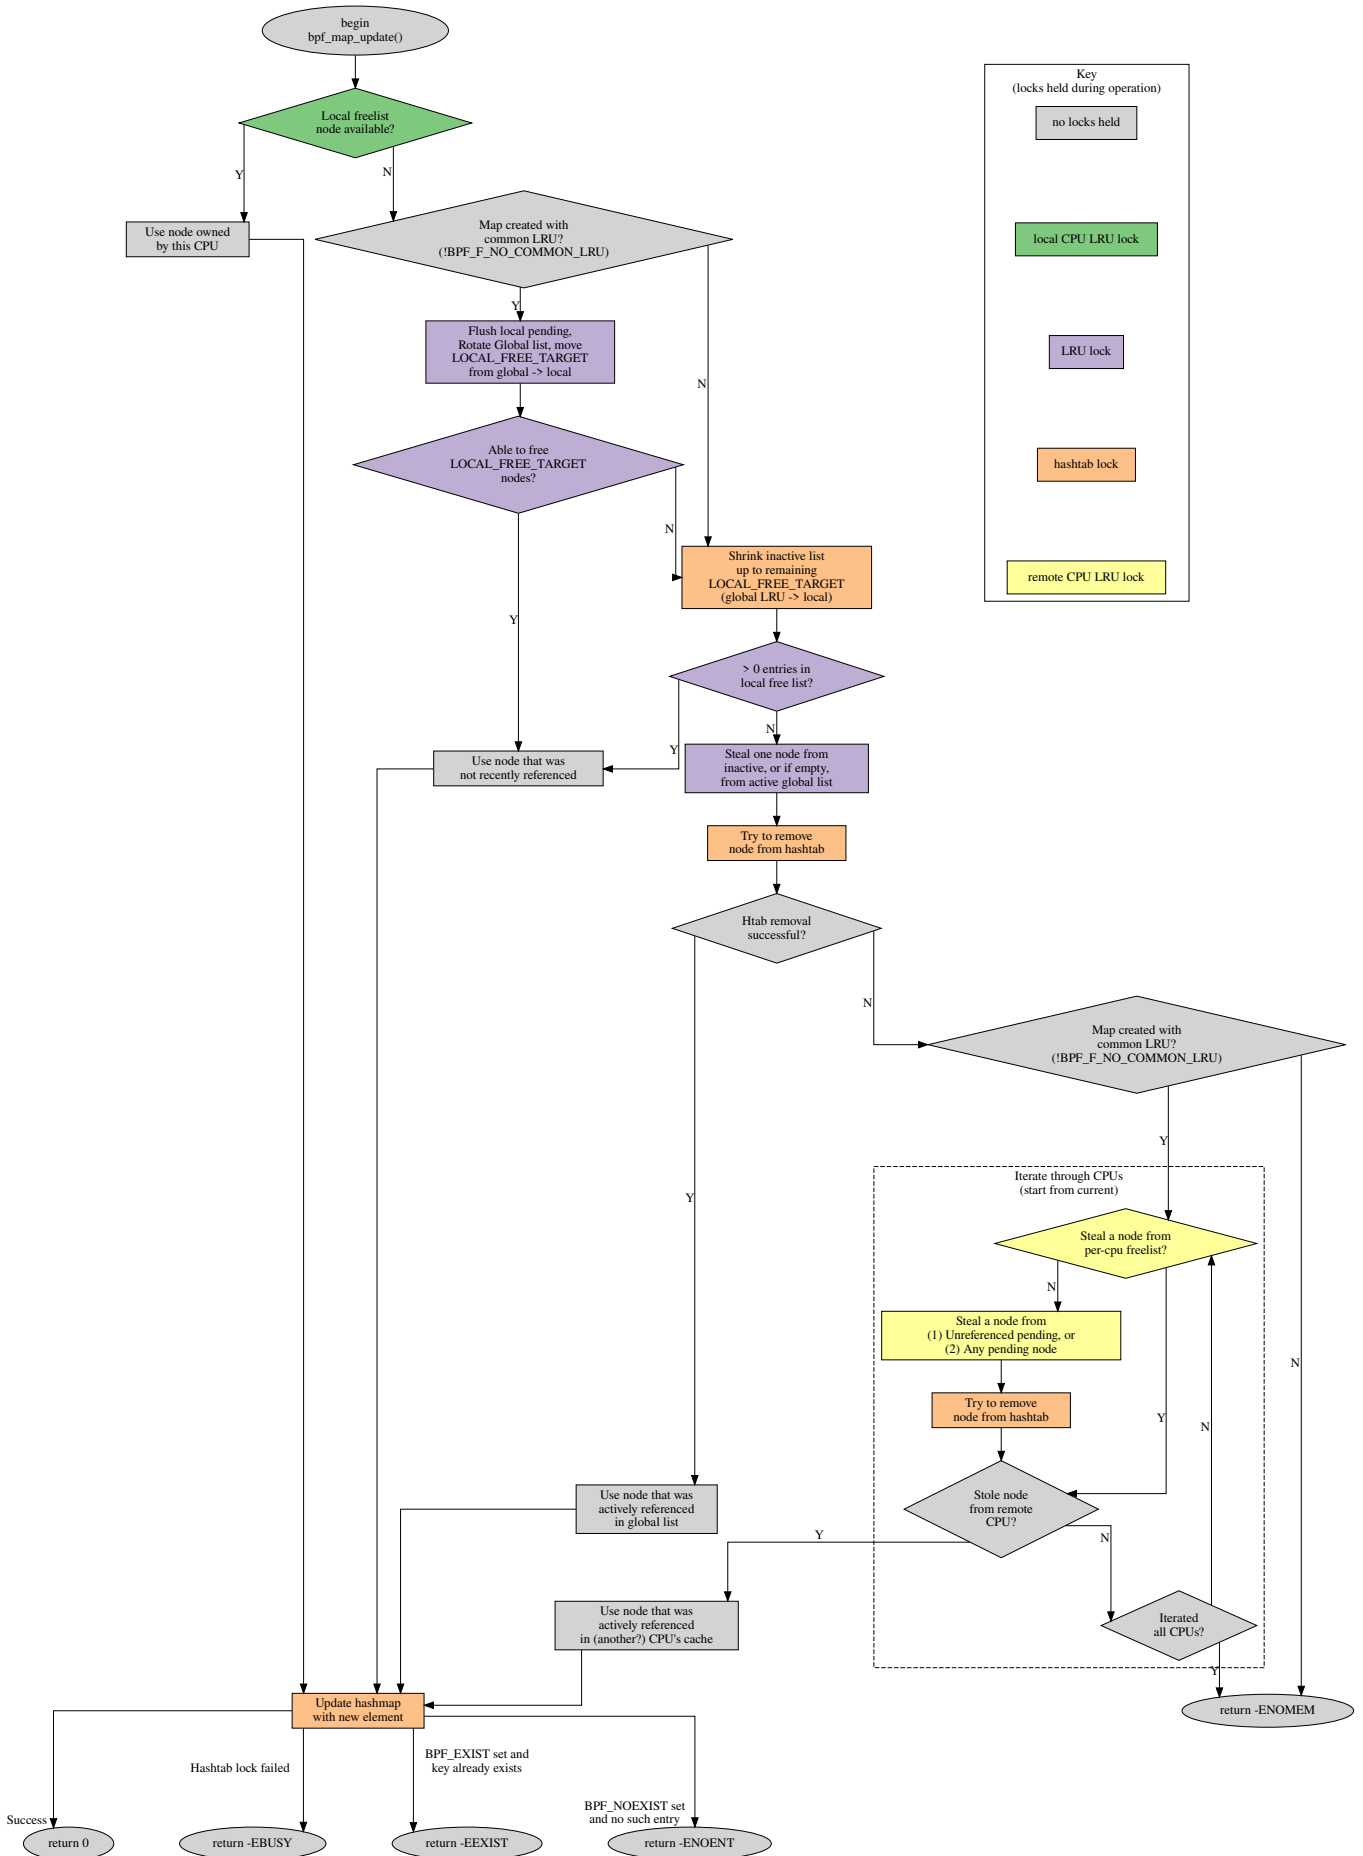 begin
bpf_map_update()
Key
(locks held during operation)
no locks held
Local freelist
node available?
Y
N
Use node owned
by this CPU
Map created with
common LRU?
(!BPF_F_NO_COMMON_LRU)
local CPU LRU lock
Y
N
Flush local pending,
Rotate Global list, move
LOCAL_FREE_TARGET
from global -> local
LRU lock
Able to free
LOCAL_FREE_TARGET
nodes?
hashtab lock
N
Y
Shrink inactive list
up to remaining
LOCAL_FREE_TARGET
(global LRU -> local)
remote CPU LRU lock
> 0 entries in
local free list?
N
Y
Use node that was
not recently referenced
Steal one node from
inactive, or if empty,
from active global list
Try to remove
node from hashtab
Htab removal
successful?
N
Y
Map created with
common LRU?
(!BPF_F_NO_COMMON_LRU)
Y
N
Iterate through CPUs
(start from current)
Steal a node from
per-cpu freelist?
N
Y
Steal a node from
(1) Unreferenced pending, or
(2) Any pending node
Try to remove
node from hashtab
N
Stole node
from remote
CPU?
Y
N
Use node that was
actively referenced
in global list
Use node that was
actively referenced
in (another?) CPU's cache
Iterated
all CPUs?
Y
return -ENOMEM
Update hashmap
with new element
Hashtab lock failed
BPF_EXIST set and
key already exists
BPF_NOEXIST set
and no such entry
Success
return 0
return -EBUSY
return -EEXIST
return -ENOENT